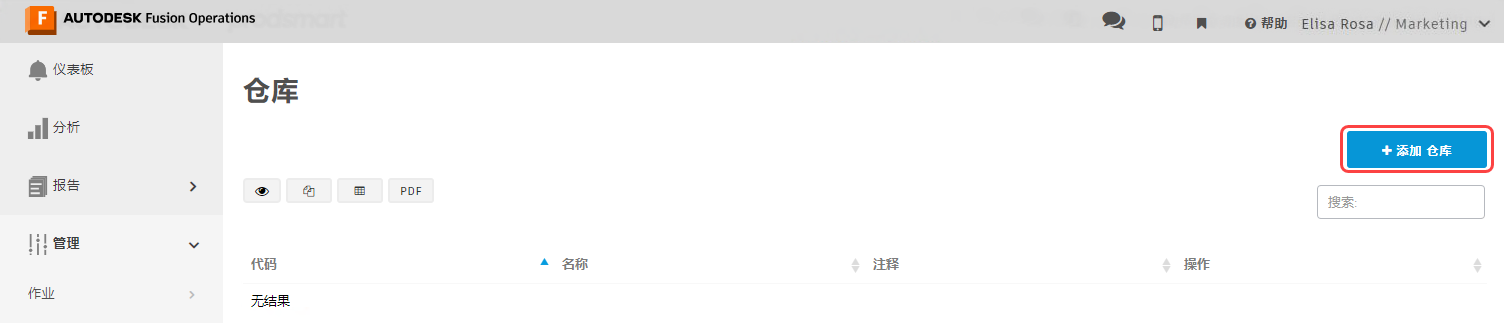 F AUTODESK Fusion Operations
帮助 Elisa Rosa // Marketing
仪表板
仓库
分析
添加 仓库
报告
PDF
搜索:
管理
代码 名称 注释 操作
作业
无结果